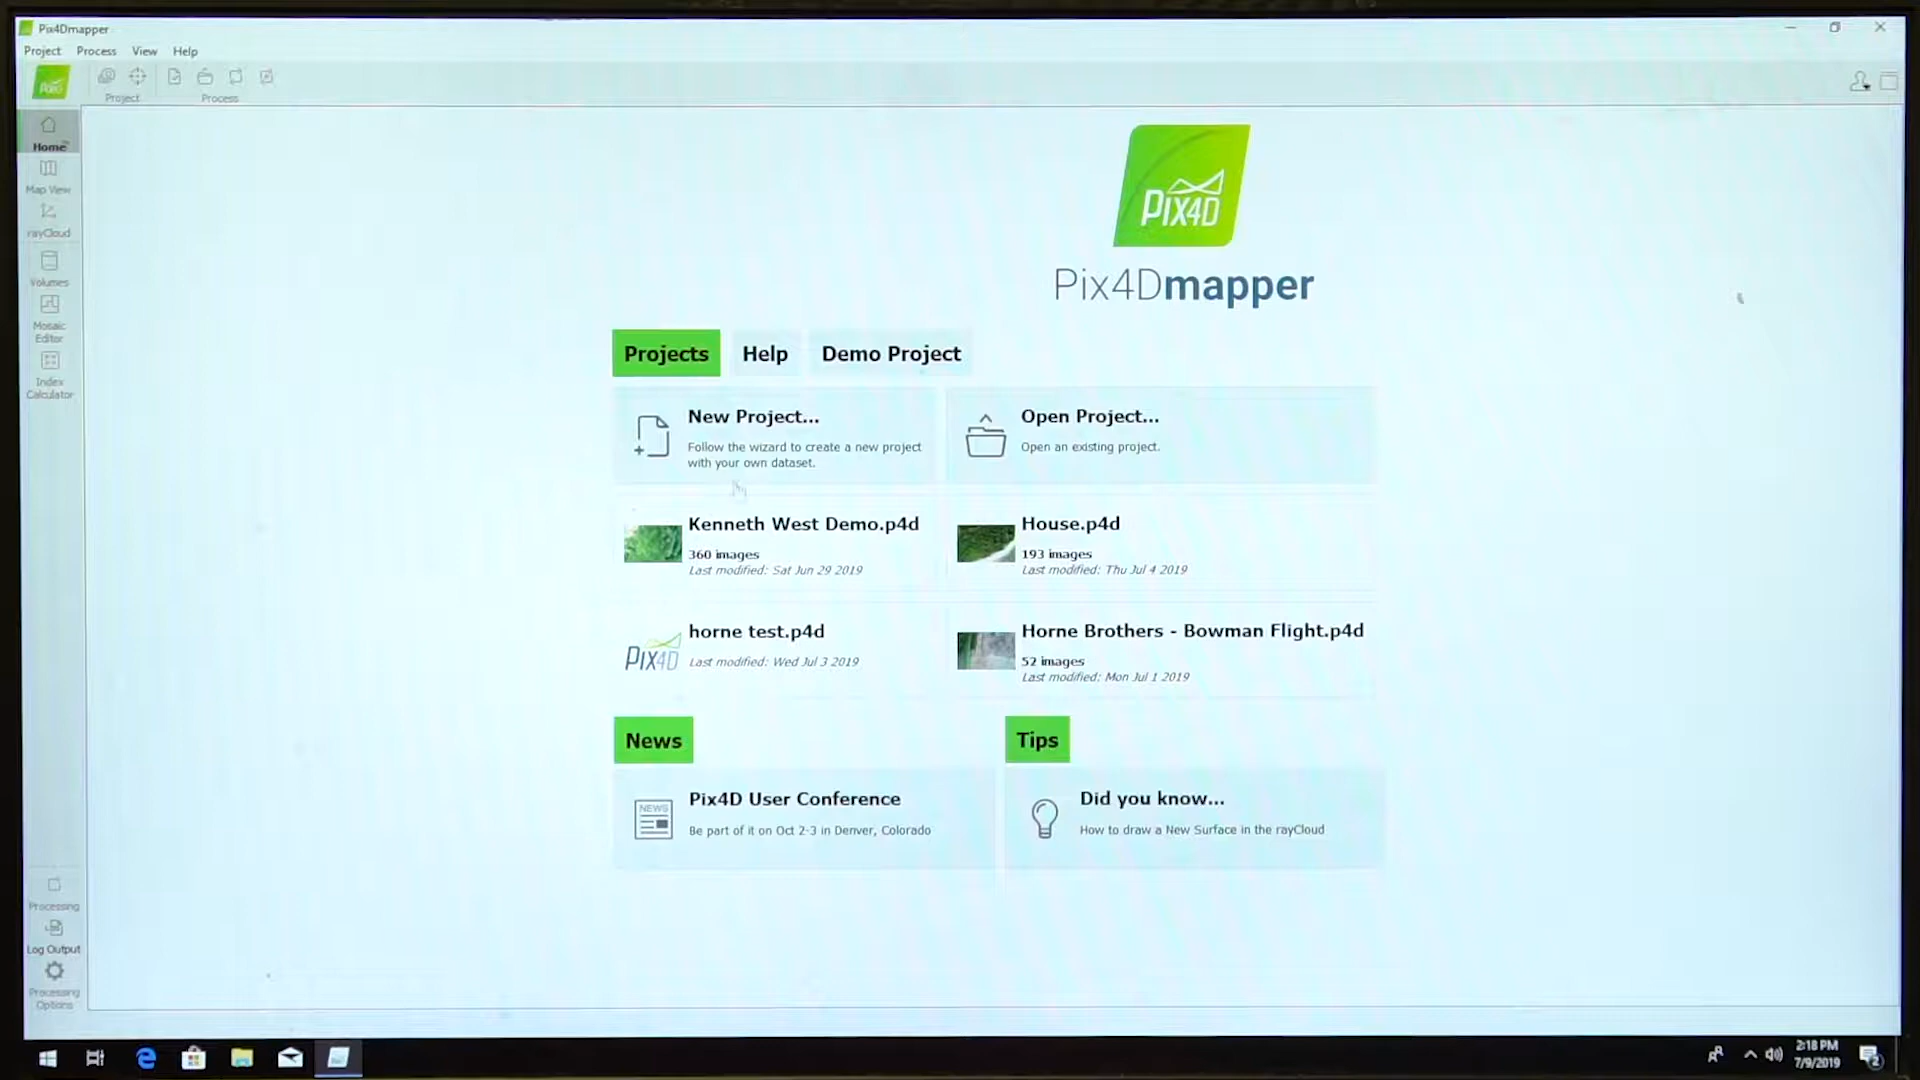 Pix4Dmapper
Project Process View Help
Project Process
Home
Map View
rayCloud
Volumes
Mosaic
Editor
Index
Calculator
Processing
Log Output
Processing
Options
PIX4D
Pix4Dmapper
Projects Help Demo Project
New Project...
Follow the wizard to create a new project
with your own dataset.
Open Project...
Open an existing project.
Kenneth West Demo.p4d
360 images
Last modified: Sat Jun 29 2019
House.p4d
193 images
Last modified: Thu Jul 4 2019
PIX4D
horne test.p4d
Last modified: Wed Jul 3 2019
Horne Brothers - Bowman Flight.p4d
52 images
Last modified: Mon Jul 1 2019
News
NEWS
Pix4D User Conference
Be part of it on Oct 2-3 in Denver, Colorado
Tips
Did you know...
How to draw a New Surface in the rayCloud
2:18 PM
7/9/2019
2